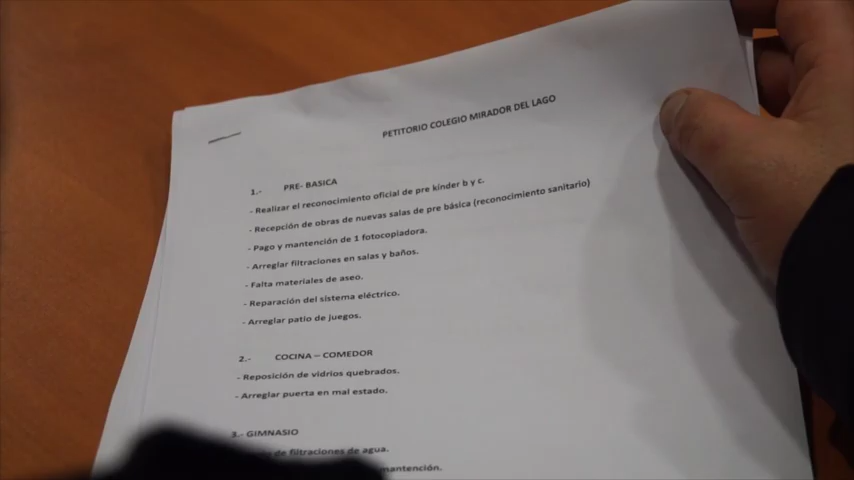 PETITORIO COLEGIO MIRADOR DEL LAGO
1.- PRE- BASICA
- Realizar el reconocimiento oficial de pre kínder b y c.
- Recepción de obras de nuevas salas de pre básica (reconocimiento sanitario)
- Pago y mantención de 1 fotocopiadora.
- Arreglar filtraciones en salas y baños.
- Falta materiales de aseo.
- Reparación del sistema eléctrico.
- Arreglar patio de juegos.
2.- COCINA – COMEDOR
- Reposición de vidrios quebrados.
- Arreglar puerta en mal estado.
3.- GIMNASIO
de filtraciones de agua.
mantención.